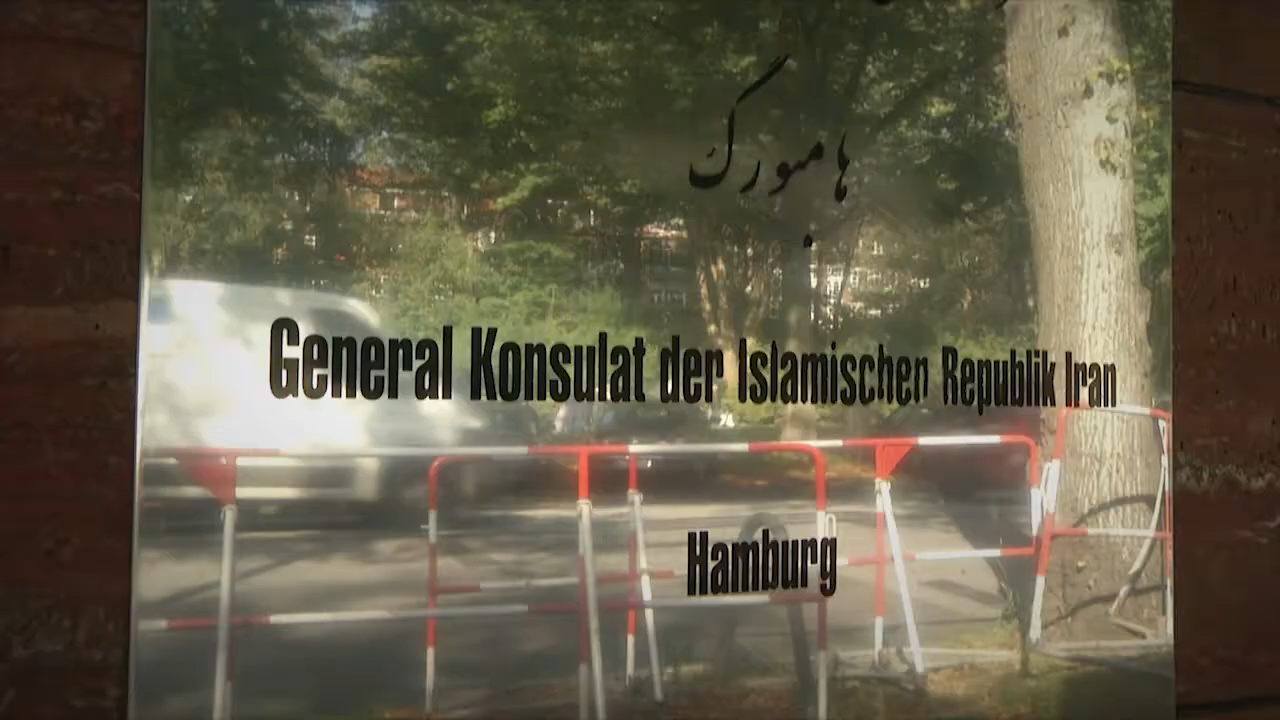 هامبورگ
General Konsulat der Islamischen Republik Iran
Hamburg